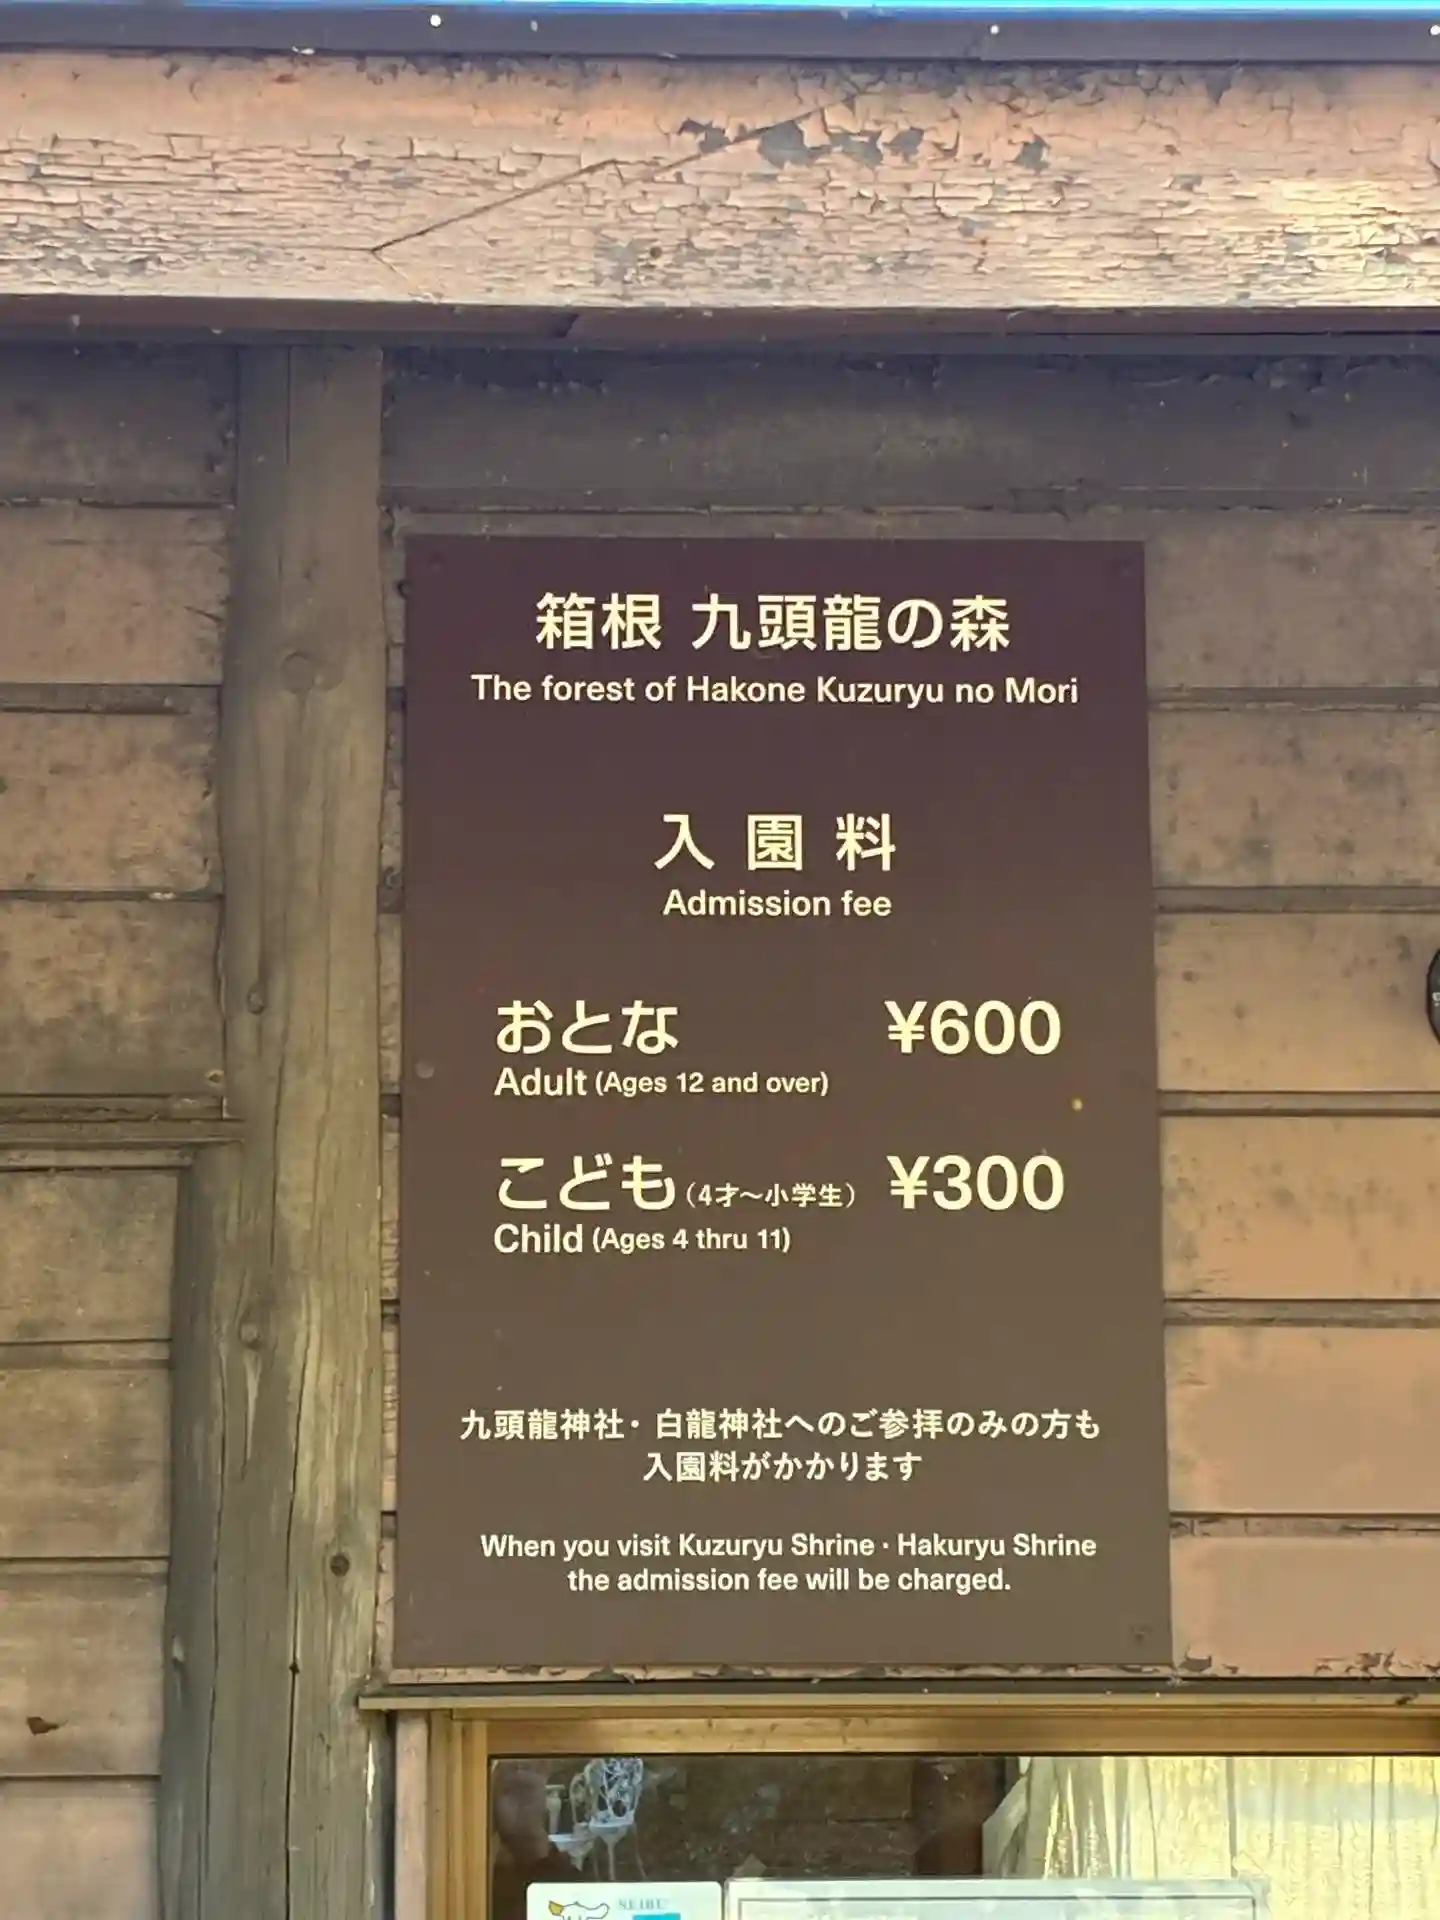 箱根 九頭龍の森
The forest of Hakone Kuzuryu no Mori
入園料
Admission fee
おとな ¥600
Adult (Ages 12 and over)
こども(4才〜小学生) ¥300
Child (Ages 4 thru 11)
九頭龍神社・白龍神社へのご参拝のみの方も
入園料がかかります
When you visit Kuzuryu Shrine · Hakuryu Shrine
the admission fee will be charged.
SEIBU